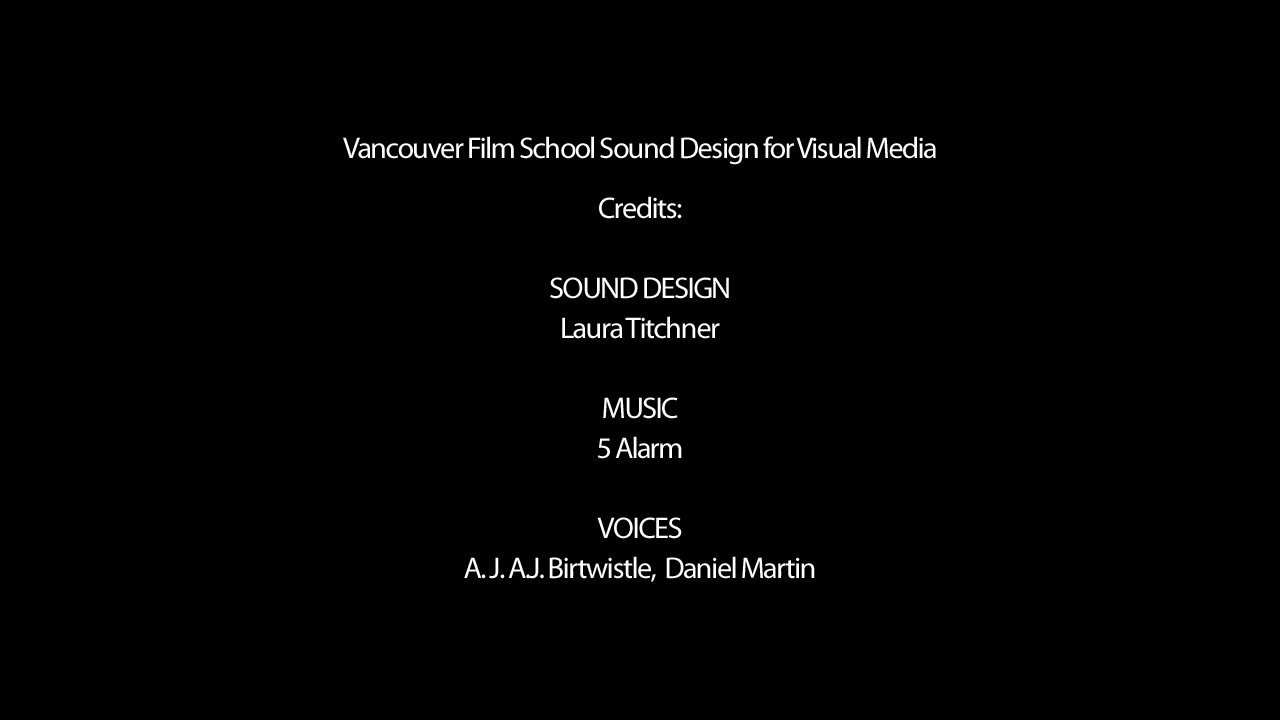 Vancouver Film School Sound Design for Visual Media
Credits:
SOUND DESIGN
Laura Titchner
MUSIC
5 Alarm
VOICES
A. J. A.J. Birtwistle, Daniel Martin